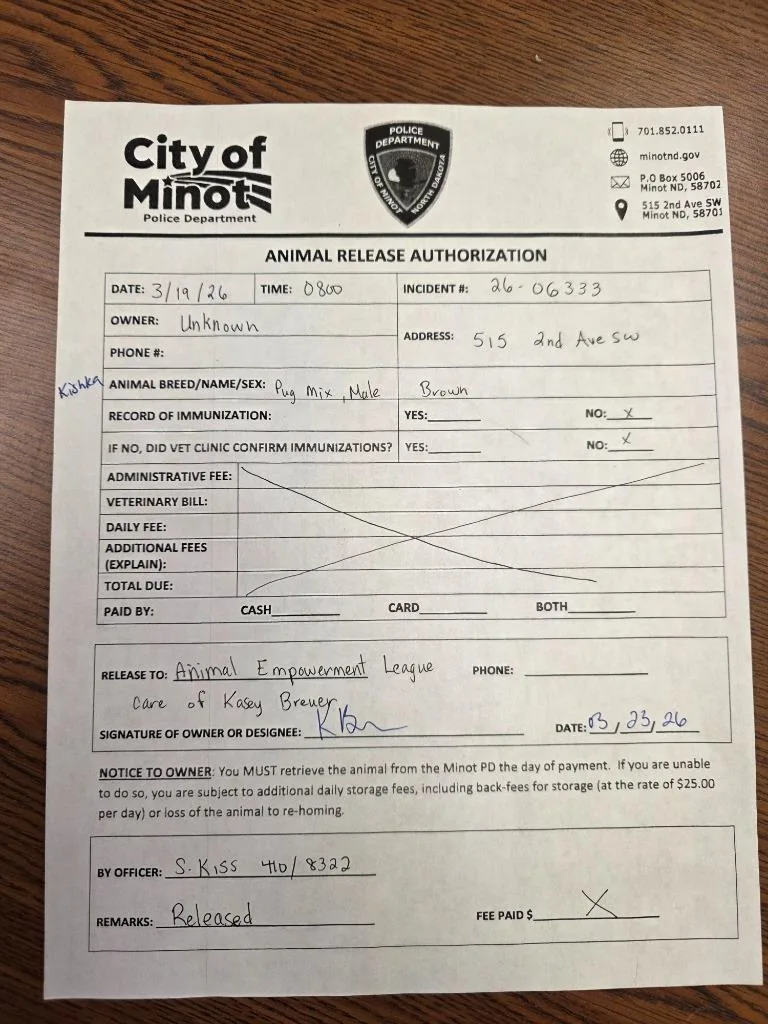 City of
Minot
Police Department
POLICE
DEPARTMENT
CITY OF MINOT
NORTH DAKOTA
701.852.0111
minotnd.gov
P.O Box 5006
Minot ND, 58702
515 2nd Ave SW
Minot ND, 58701
ANIMAL RELEASE AUTHORIZATION
DATE: 3/19/26 TIME: 0800 INCIDENT #: 26-06333
OWNER: Unknown
ADDRESS: 515 2nd Ave SW
PHONE #:
Kishka
ANIMAL BREED/NAME/SEX: Pug Mix, Male Brown
RECORD OF IMMUNIZATION: YES:______ NO: X
IF NO, DID VET CLINIC CONFIRM IMMUNIZATIONS? YES:______ NO: X
ADMINISTRATIVE FEE:
VETERINARY BILL:
DAILY FEE:
ADDITIONAL FEES
(EXPLAIN):
TOTAL DUE:
PAID BY: CASH________ CARD________ BOTH________
RELEASE TO: Animal Empowerment League PHONE: ________
care of Kasey Breuer
SIGNATURE OF OWNER OR DESIGNEE: DATE: 03/23/26
NOTICE TO OWNER: You MUST retrieve the animal from the Minot PD the day of payment. If you are unable
to do so, you are subject to additional daily storage fees, including back-fees for storage (at the rate of $25.00
per day) or loss of the animal to re-homing.
BY OFFICER: S. Kiss 410/8322
REMARKS: Released FEE PAID $ X